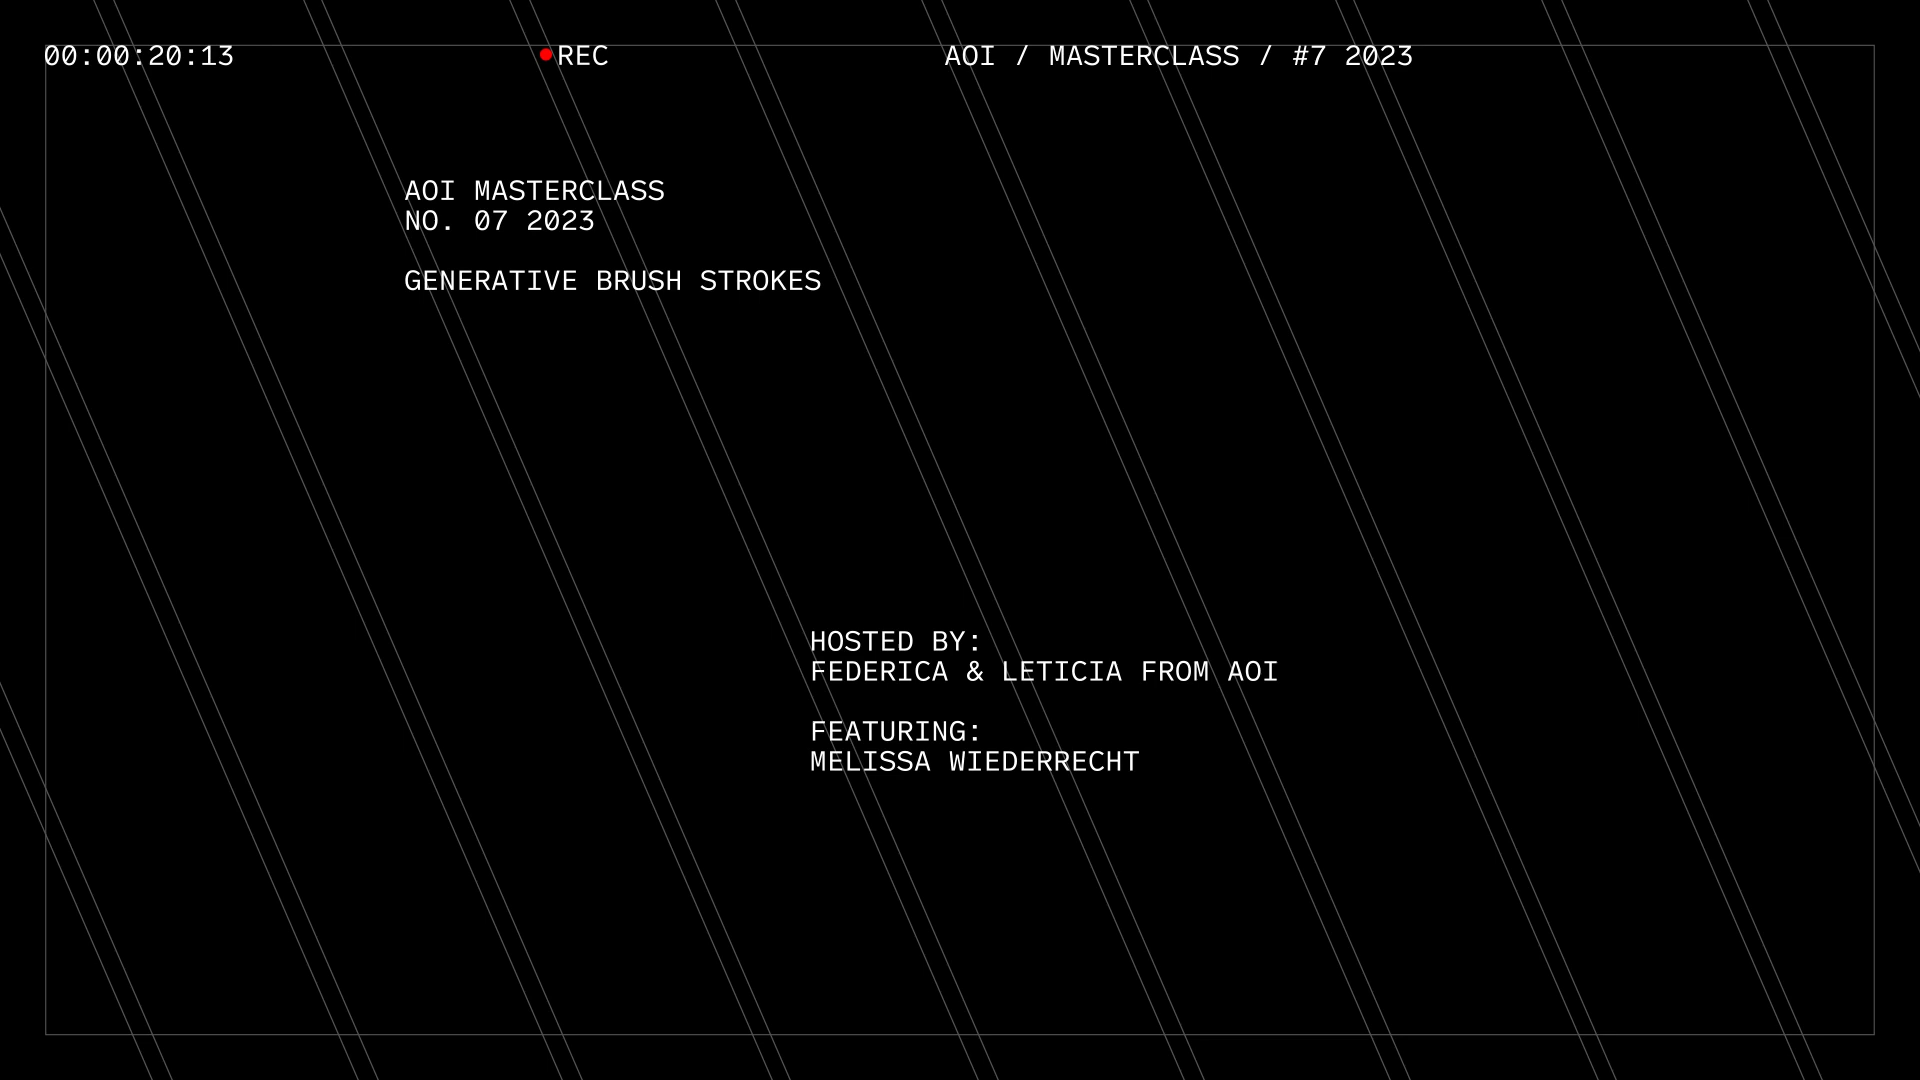 00:00:20:13
REC
AOI / MASTERCLASS / #7 2023
AOI MASTERCLASS
NO. 07 2023
GENERATIVE BRUSH STROKES
HOSTED BY:
FEDERICA & LETICIA FROM AOI
FEATURING:
MELISSA WIEDERRECHT